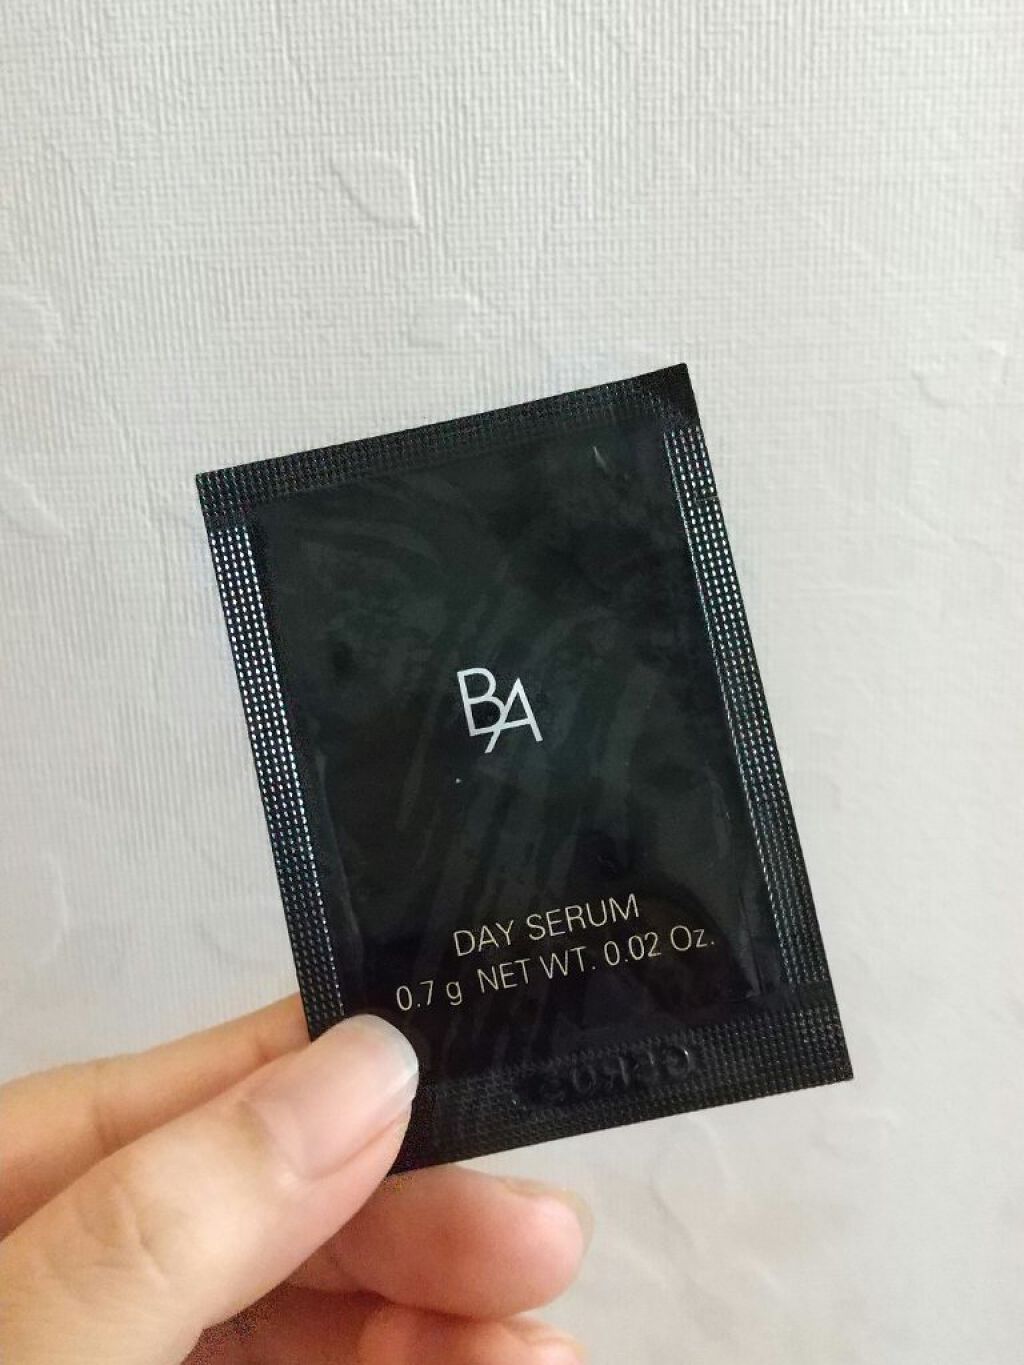 BA
DAY SERUM
0.7 g NET WT. 0.02 Oz.